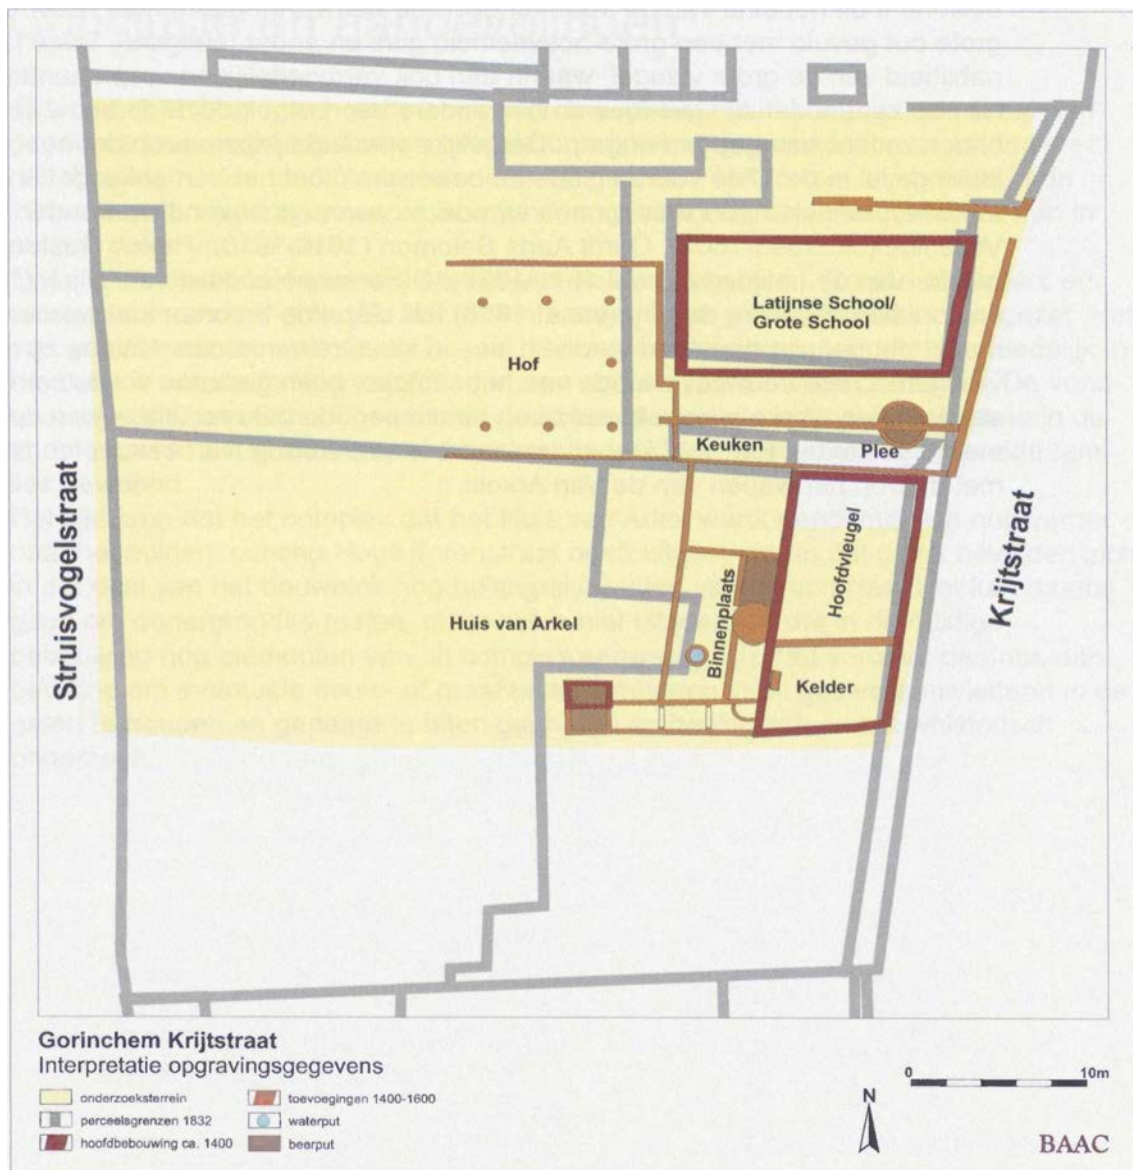 Latijnse School/
Grote School
Hof
Keuken
Plee
Struisvogelstraat
Krijtstraat
Hoofdvleugel
Binnenplaats
Huis van Arkel
Kelder
Gorinchem Krijtstraat
Interpretatie opgravingsgegevens
onderzoeksterrein
perceelsgrenzen 1832
hoofdbebouwing ca. 1400
toevoegingen 1400-1600
waterput
beerput
0 10m
N
BAAC